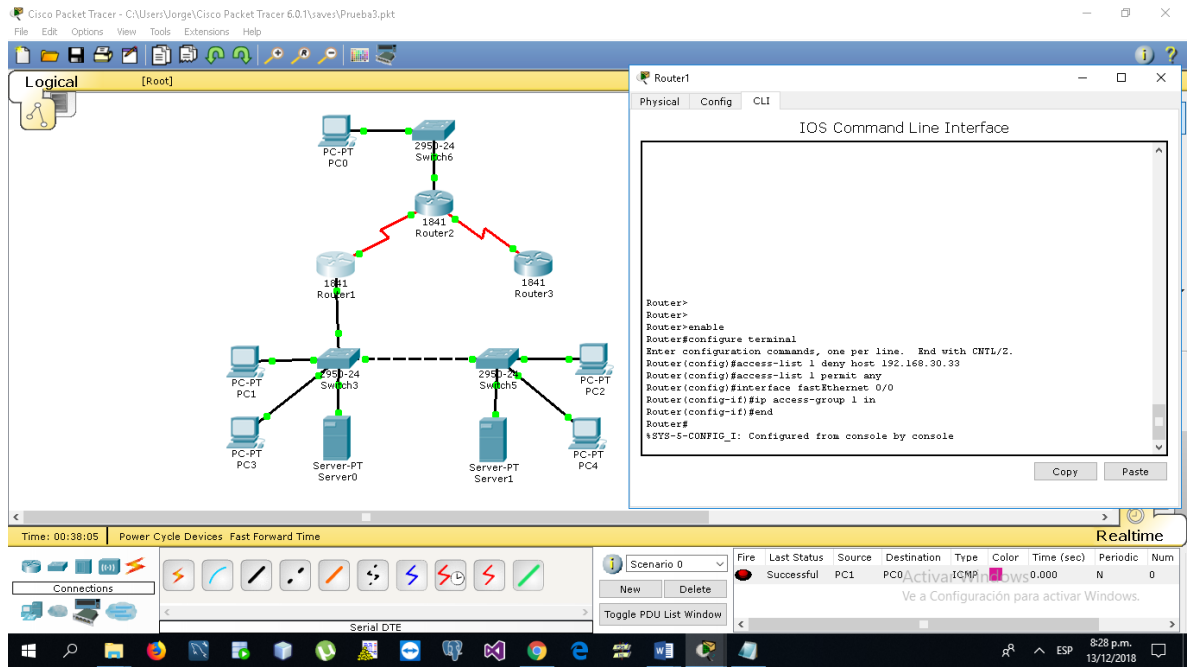 Cisco Packet Tracer - C:\Users\Jorge\Cisco Packet Tracer 6.0.1\saves\Prueba3.pkt
File Edit Options View Tools Extensions Help
Logical
[Root]
PC-PT
PC0
2950-24
Switch6
1841
Router2
1841
Router1
1841
Router3
PC-PT
PC1
2950-24
Switch3
2950-24
Switch5
PC-PT
PC2
PC-PT
PC3
Server-PT
Server0
Server-PT
Server1
PC-PT
PC4
Router1
Physical Config CLI
IOS Command Line Interface
Router>
Router>
Router>enable
Router#configure terminal
Enter configuration commands, one per line. End with CNTL/Z.
Router(config)#access-list 1 deny host 192.168.30.33
Router(config)#access-list 1 permit any
Router(config)#interface fastEthernet 0/0
Router(config-if)#ip access-group 1 in
Router(config-if)#end
Router#
%SYS-5-CONFIG_I: Configured from console by console
Copy Paste
Time: 00:38:05 Power Cycle Devices Fast Forward Time
Realtime
Connections
Serial DTE
Scenario 0
New Delete
Toggle PDU List Window
Fire Last Status Source Destination Type Color Time (sec) Periodic Num
Successful PC1 PC0 ICMP 0.000 N 0
Activar Windows
Ve a Configuración para activar Windows.
ESP
8:28 p.m.
13/12/2018